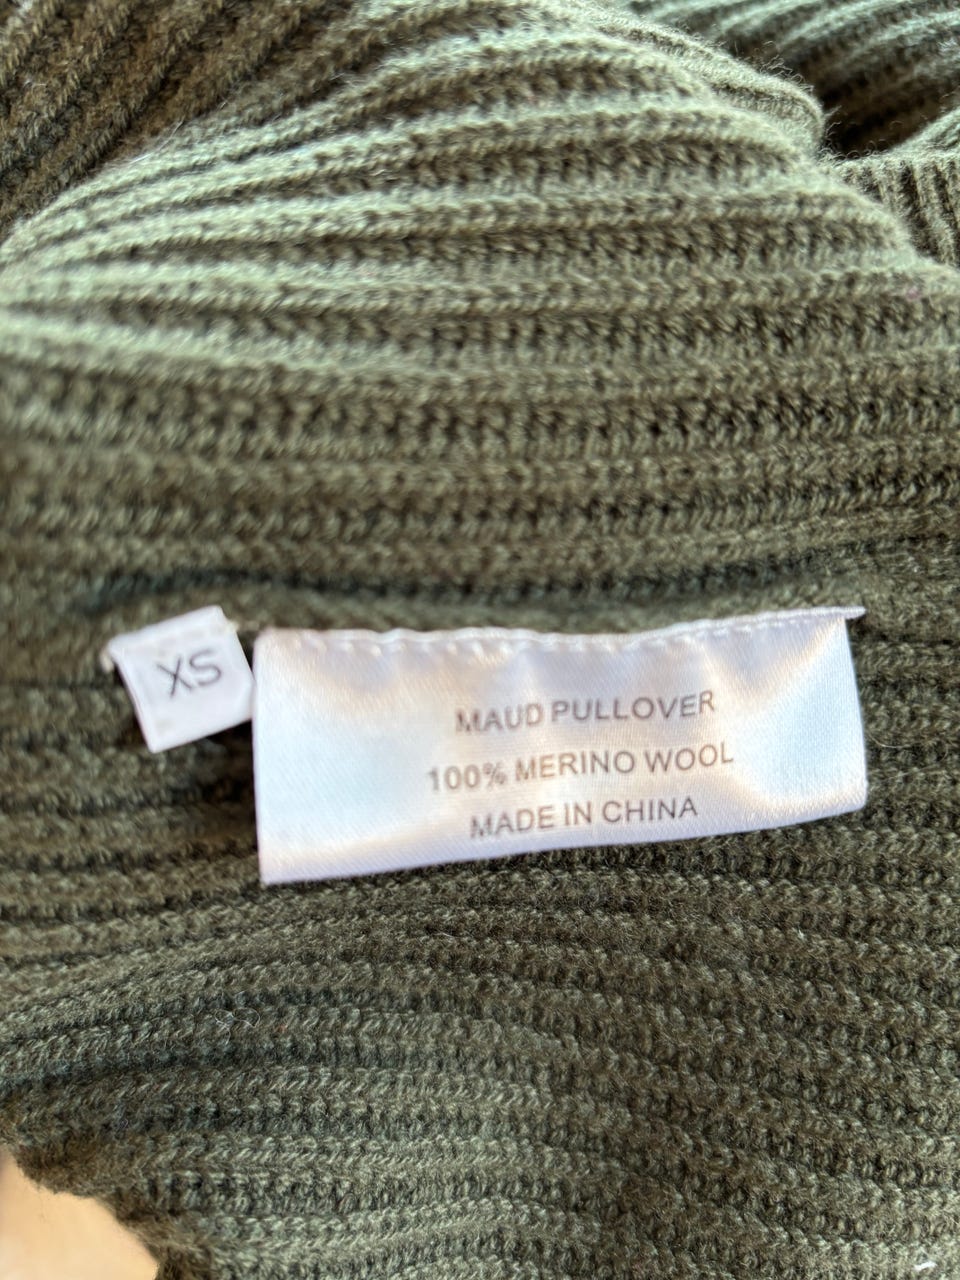 XS
MAUD PULLOVER
100% MERINO WOOL
MADE IN CHINA